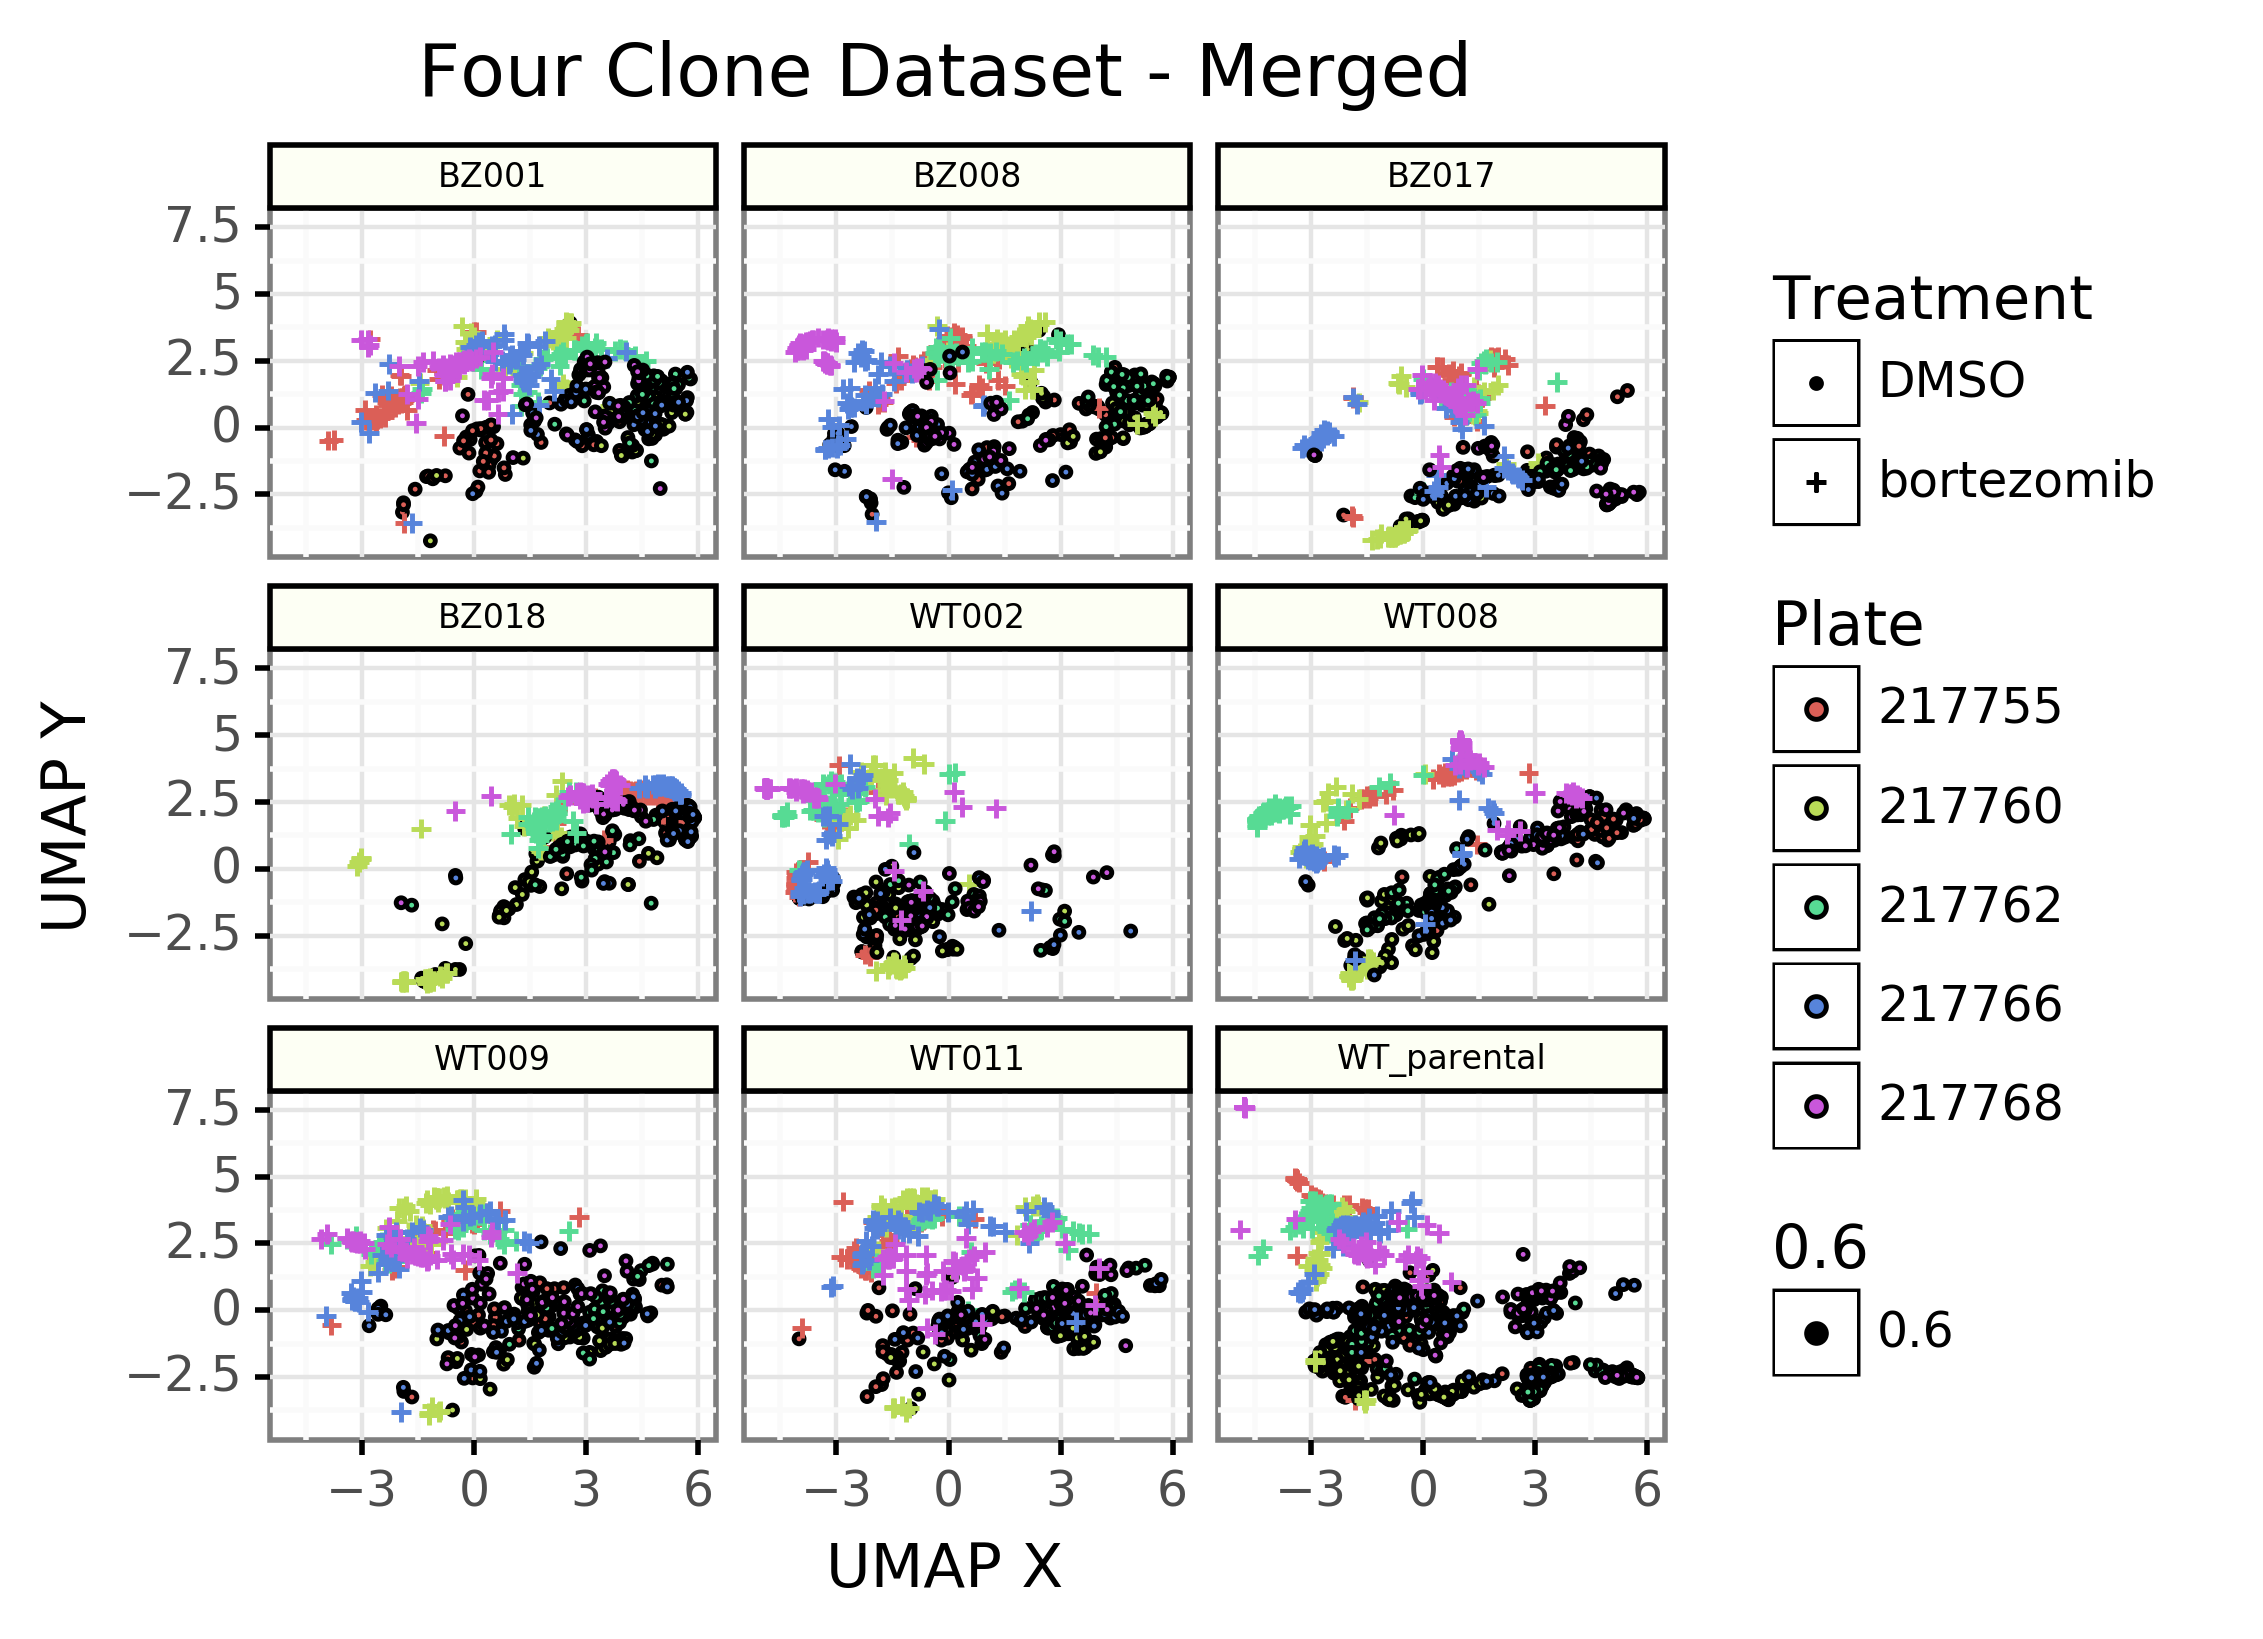 Four Clone Dataset - Merged
BZ001
BZ008
BZ017
7.5
5
2.5
0
−2.5
BZ018
WT002
WT008
7.5
5
2.5
0
−2.5
WT009
WT011
WT_parental
7.5
5
2.5
0
−2.5
−3 0 3 6
−3 0 3 6
−3 0 3 6
UMAP X
UMAP Y
Treatment
DMSO
bortezomib
Plate
217755
217760
217762
217766
217768
0.6
0.6